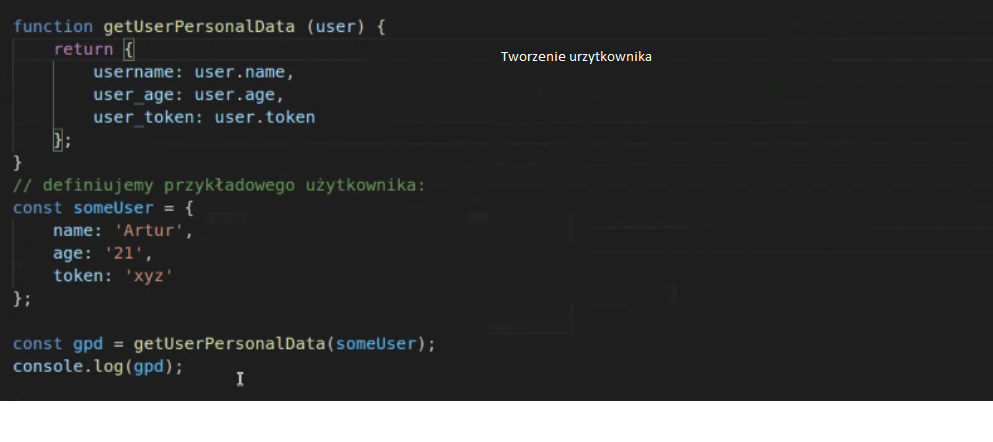 function getUserPersonalData (user) {
return {
Tworzenie urzytkownika
username: user.name,
user_age: user.age,
user_token: user.token
};
}
// definiujemy przykładowego użytkownika:
const someUser = {
name: 'Artur',
age: '21',
token: 'xyz'
};
const gpd = getUserPersonalData(someUser);
console.log(gpd);